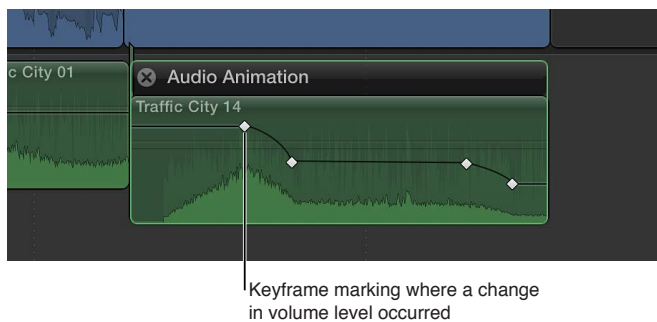 c City 01
Audio Animation
Traffic City 14
Keyframe marking where a change
in volume level occurred